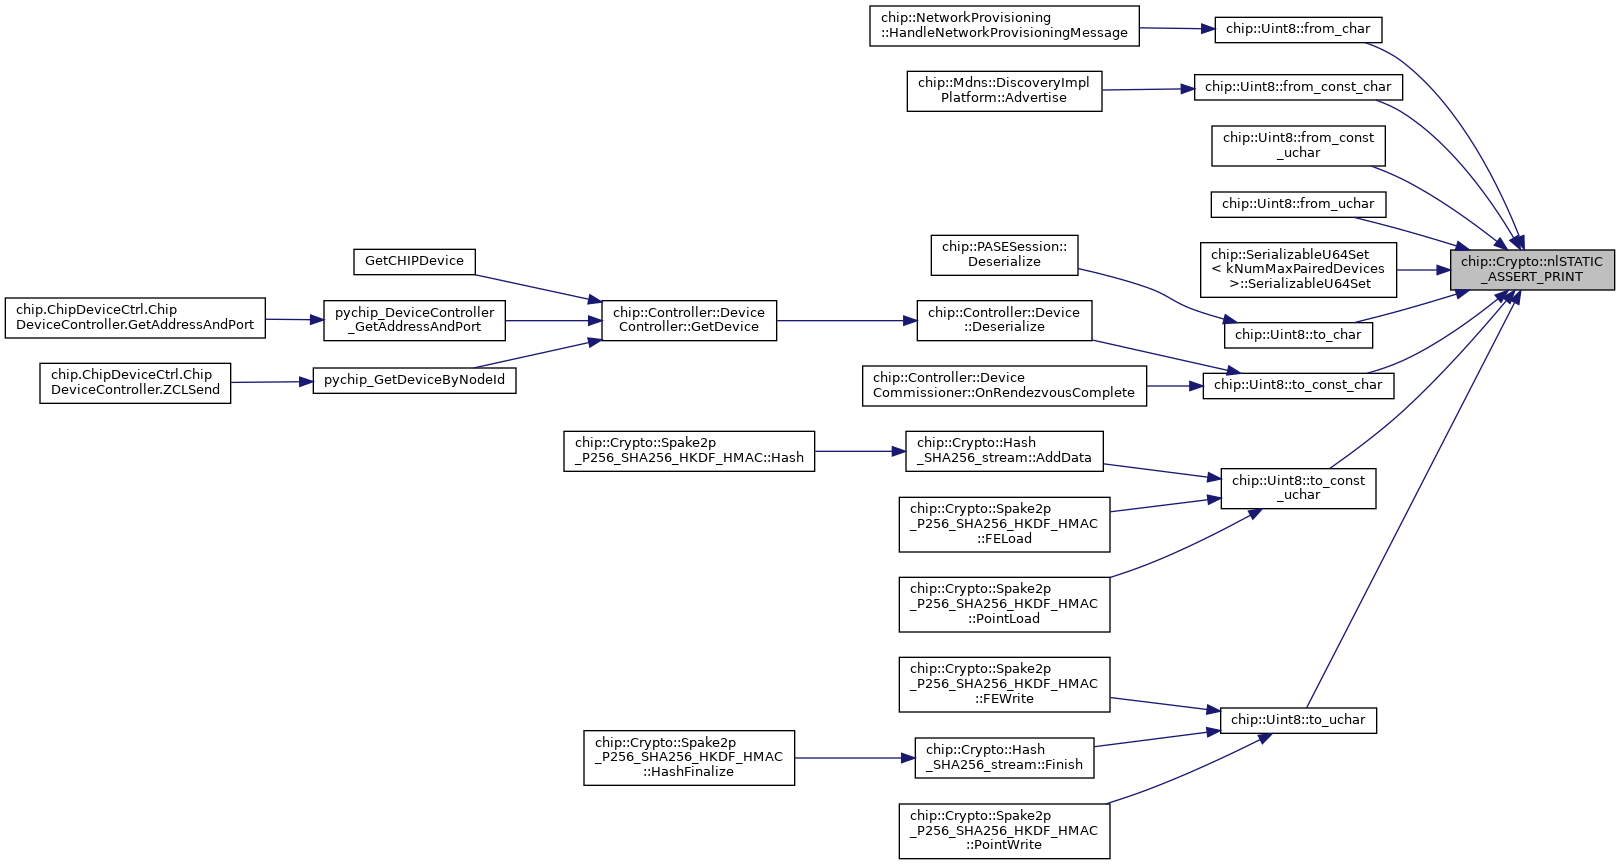 chip::NetworkProvisioning
::HandleNetworkProvisioningMessage
chip::Uint8::from_char
chip::Mdns::DiscoveryImpl
Platform::Advertise
chip::Uint8::from_const_char
chip::Uint8::from_const
_uchar
chip::Uint8::from_uchar
chip::SerializableU64Set
< kNumMaxPairedDevices
>::SerializableU64Set
chip::Crypto::nlSTATIC
_ASSERT_PRINT
chip::PASESession::
Deserialize
chip::Uint8::to_char
GetCHIPDevice
chip.ChipDeviceCtrl.Chip
DeviceController.GetAddressAndPort
pychip_DeviceController
_GetAddressAndPort
chip::Controller::Device
Controller::GetDevice
chip::Controller::Device
::Deserialize
chip.ChipDeviceCtrl.Chip
DeviceController.ZCLSend
pychip_GetDeviceByNodeId
chip::Controller::Device
Commissioner::OnRendezvousComplete
chip::Uint8::to_const_char
chip::Crypto::Spake2p
_P256_SHA256_HKDF_HMAC::Hash
chip::Crypto::Hash
_SHA256_stream::AddData
chip::Uint8::to_const
_uchar
chip::Crypto::Spake2p
_P256_SHA256_HKDF_HMAC
::FELoad
chip::Crypto::Spake2p
_P256_SHA256_HKDF_HMAC
::PointLoad
chip::Crypto::Spake2p
_P256_SHA256_HKDF_HMAC
::FEWrite
chip::Uint8::to_uchar
chip::Crypto::Spake2p
_P256_SHA256_HKDF_HMAC
::HashFinalize
chip::Crypto::Hash
_SHA256_stream::Finish
chip::Crypto::Spake2p
_P256_SHA256_HKDF_HMAC
::PointWrite